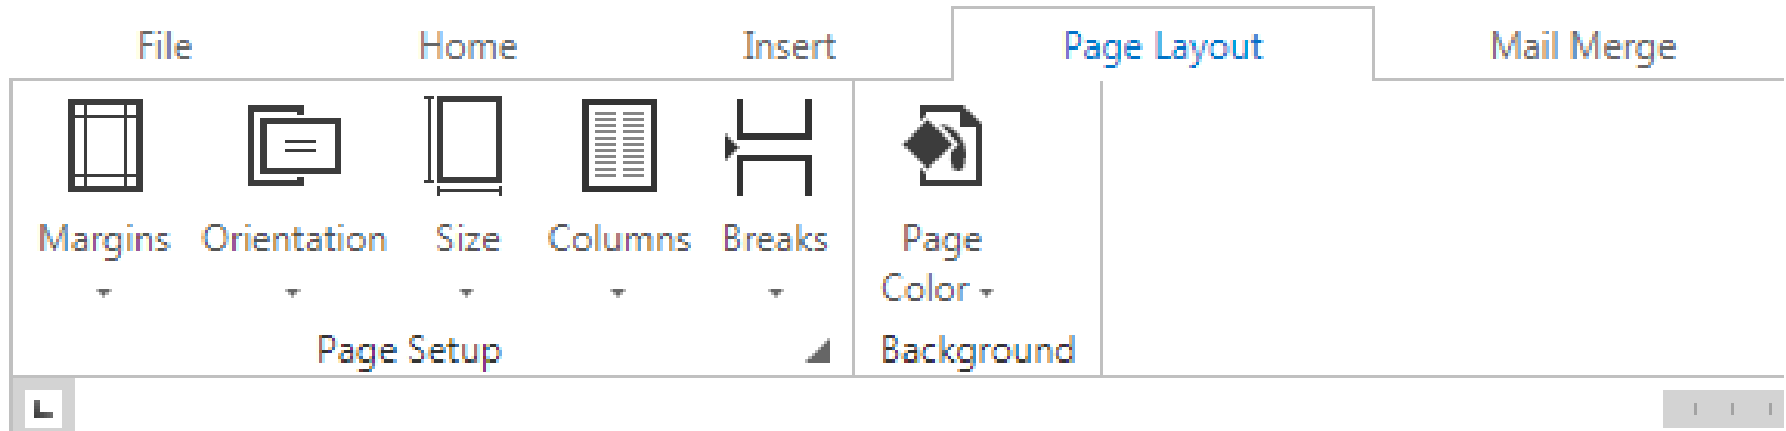 File Home Insert Page Layout Mail Merge
Margins Orientation Size Columns Breaks Page
Color
Page Setup Background